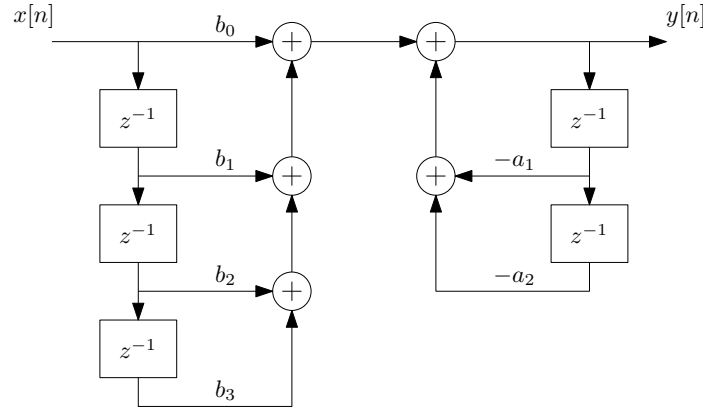 x[n] b₀ + + y[n]
z⁻¹ z⁻¹
b₁ + + −a₁
z⁻¹ z⁻¹
b₂ + −a₂
z⁻¹
b₃